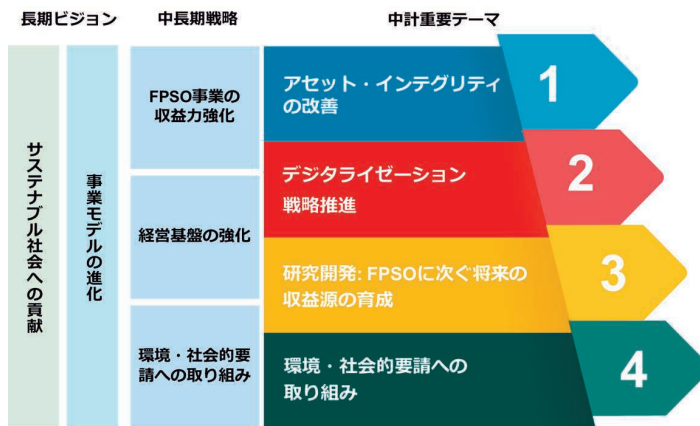 長期ビジョン
中長期戦略
中計重要テーマ
サステナブル社会への貢献
事業モデルの進化
FPSO事業の
収益力強化
経営基盤の強化
環境・社会的要
請への取り組み
アセット・インテグリティ
の改善
1
デジタライゼーション
戦略推進
2
研究開発: FPSOに次ぐ将来の
収益源の育成
3
環境・社会的要請への
取り組み
4